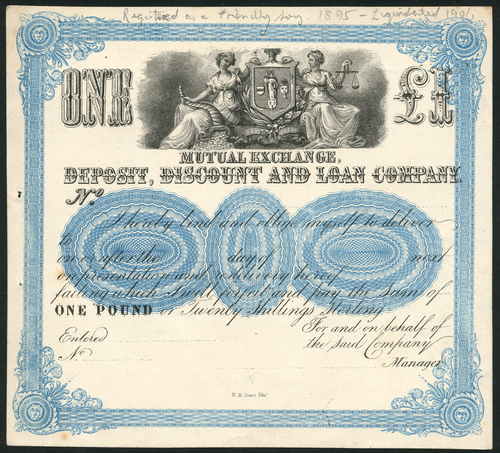 Registered as a Friendly Soc. 1895 - Liquidated 1906
ONE £1
MUTUAL EXCHANGE,
DEPOSIT, DISCOUNT AND LOAN COMPANY.
No.
I hereby bind and oblige myself to deliver
to
on or after the day of next
on presentation and delivery hereof
failing which I will repeat and pay the Sum of
ONE POUND or Twenty Shillings Sterling
Entered For and on behalf of
No the said Company
Manager